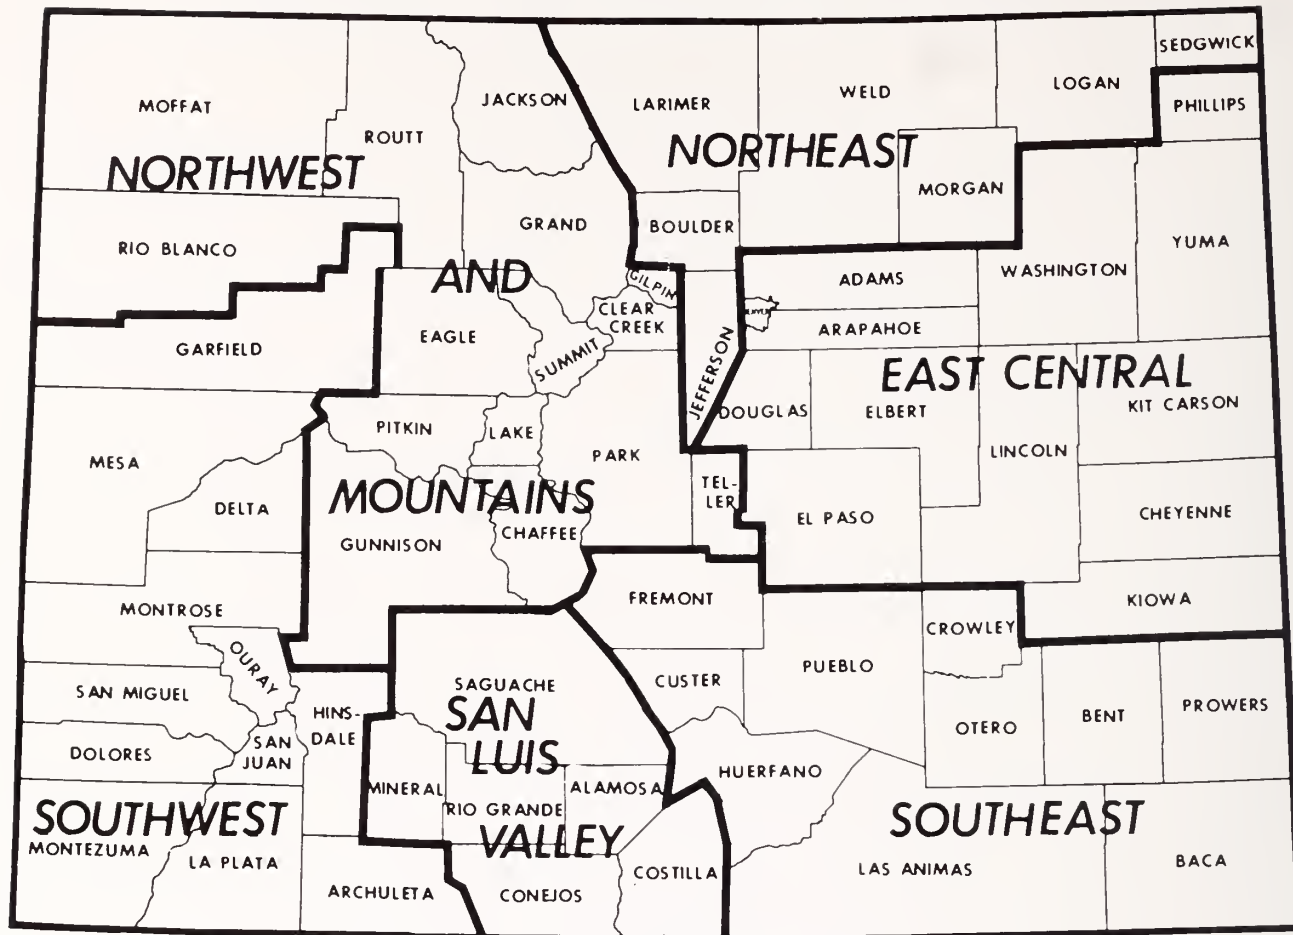 SEDGWICK
LOGAN
WELD
MOFFAT
JACKSON
LARIMER
PHILLIPS
ROUTT
NORTHWEST
NORTHEAST
MORGAN
GRAND
BOULDER
RIO BLANCO
YUMA
WASHINGTON
AND
GILPIN
ADAMS
CLEAR
CREEK
ARAPAHOE
EAGLE
GARFIELD
SUMMIT
JEFFERSON
EAST CENTRAL
DOUGLAS
ELBERT
KIT CARSON
PITKIN
LAKE
MESA
PARK
LINCOLN
MOUNTAINS
TEL-
LER
DELTA
EL PASO
CHEYENNE
GUNNISON
CHAFFEE
MONTROSE
FREMONT
KIOWA
CROWLEY
OURAY
PUEBLO
SAN MIGUEL
SAGUACHE
CUSTER
HINS-
DALE
SAN
LUIS
VALLEY
OTERO
BENT
PROWERS
DOLORES
SAN
JUAN
MINERAL
RIO GRANDE
ALAMOSA
HUERFANO
SOUTHWEST
SOUTHEAST
MONTEZUMA
LA PLATA
ARCHULETA
CONEJOS
COSTILLA
LAS ANIMAS
BACA